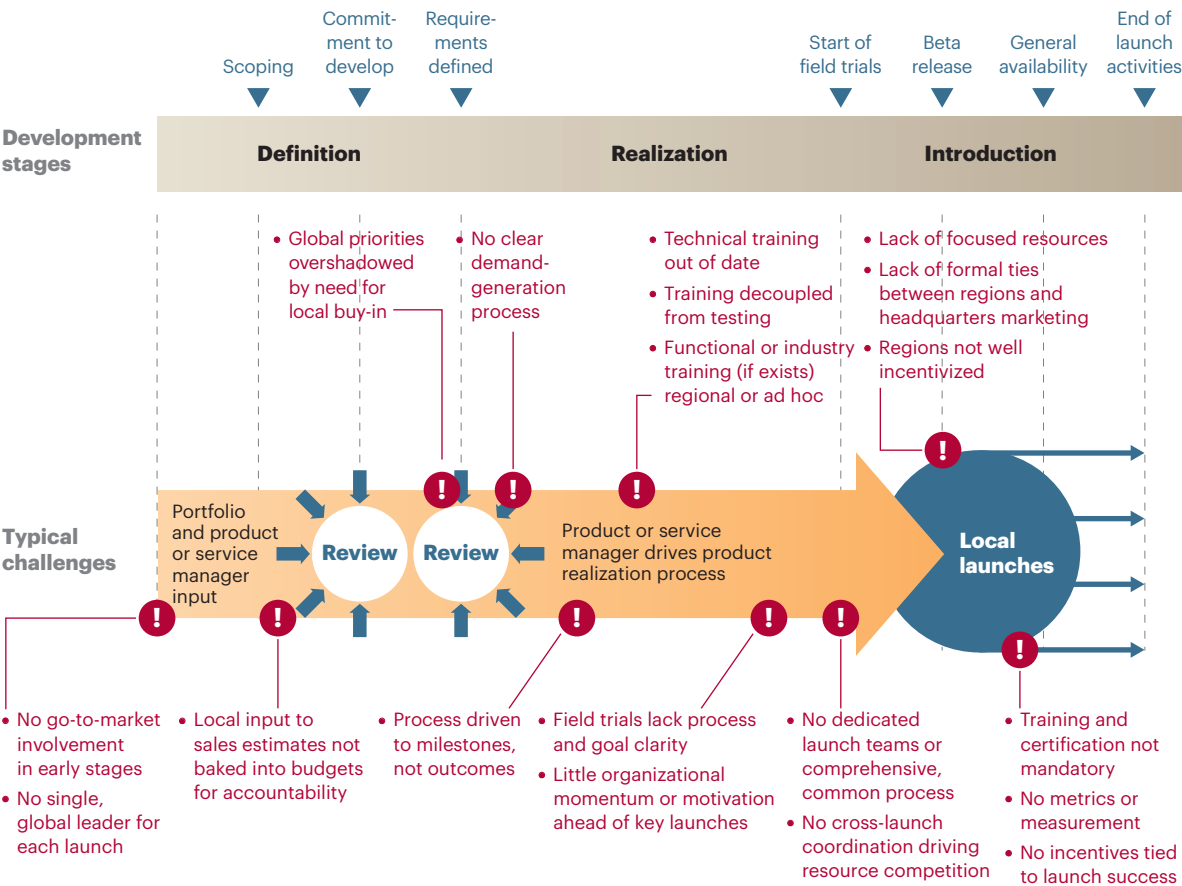 Scoping
Commit-
ment to
develop
Require-
ments
defined
Start of
field trials
Beta
release
General
availability
End of
launch
activities
Development
stages
Definition
Realization
Introduction
• Global priorities
overshadowed
by need for
local buy-in
• No clear
demand-
generation
process
• Technical training
out of date
• Training decoupled
from testing
• Functional or industry
training (if exists)
regional or ad hoc
• Lack of focused resources
• Lack of formal ties
between regions and
headquarters marketing
• Regions not well
incentivized
!
!
!
!
Typical
challenges
Portfolio
and product
or service
manager
input
Review
Review
Product or service
manager drives product
realization process
Local
launches
!
!
!
!
!
!
• No go-to-market
involvement
in early stages
• No single,
global leader for
each launch
• Local input to
sales estimates not
baked into budgets
for accountability
• Process driven
to milestones,
not outcomes
• Field trials lack process
and goal clarity
• Little organizational
momentum or motivation
ahead of key launches
• No dedicated
launch teams or
comprehensive,
common process
• No cross-launch
coordination driving
resource competition
• Training and
certification not
mandatory
• No metrics or
measurement
• No incentives tied
to launch success